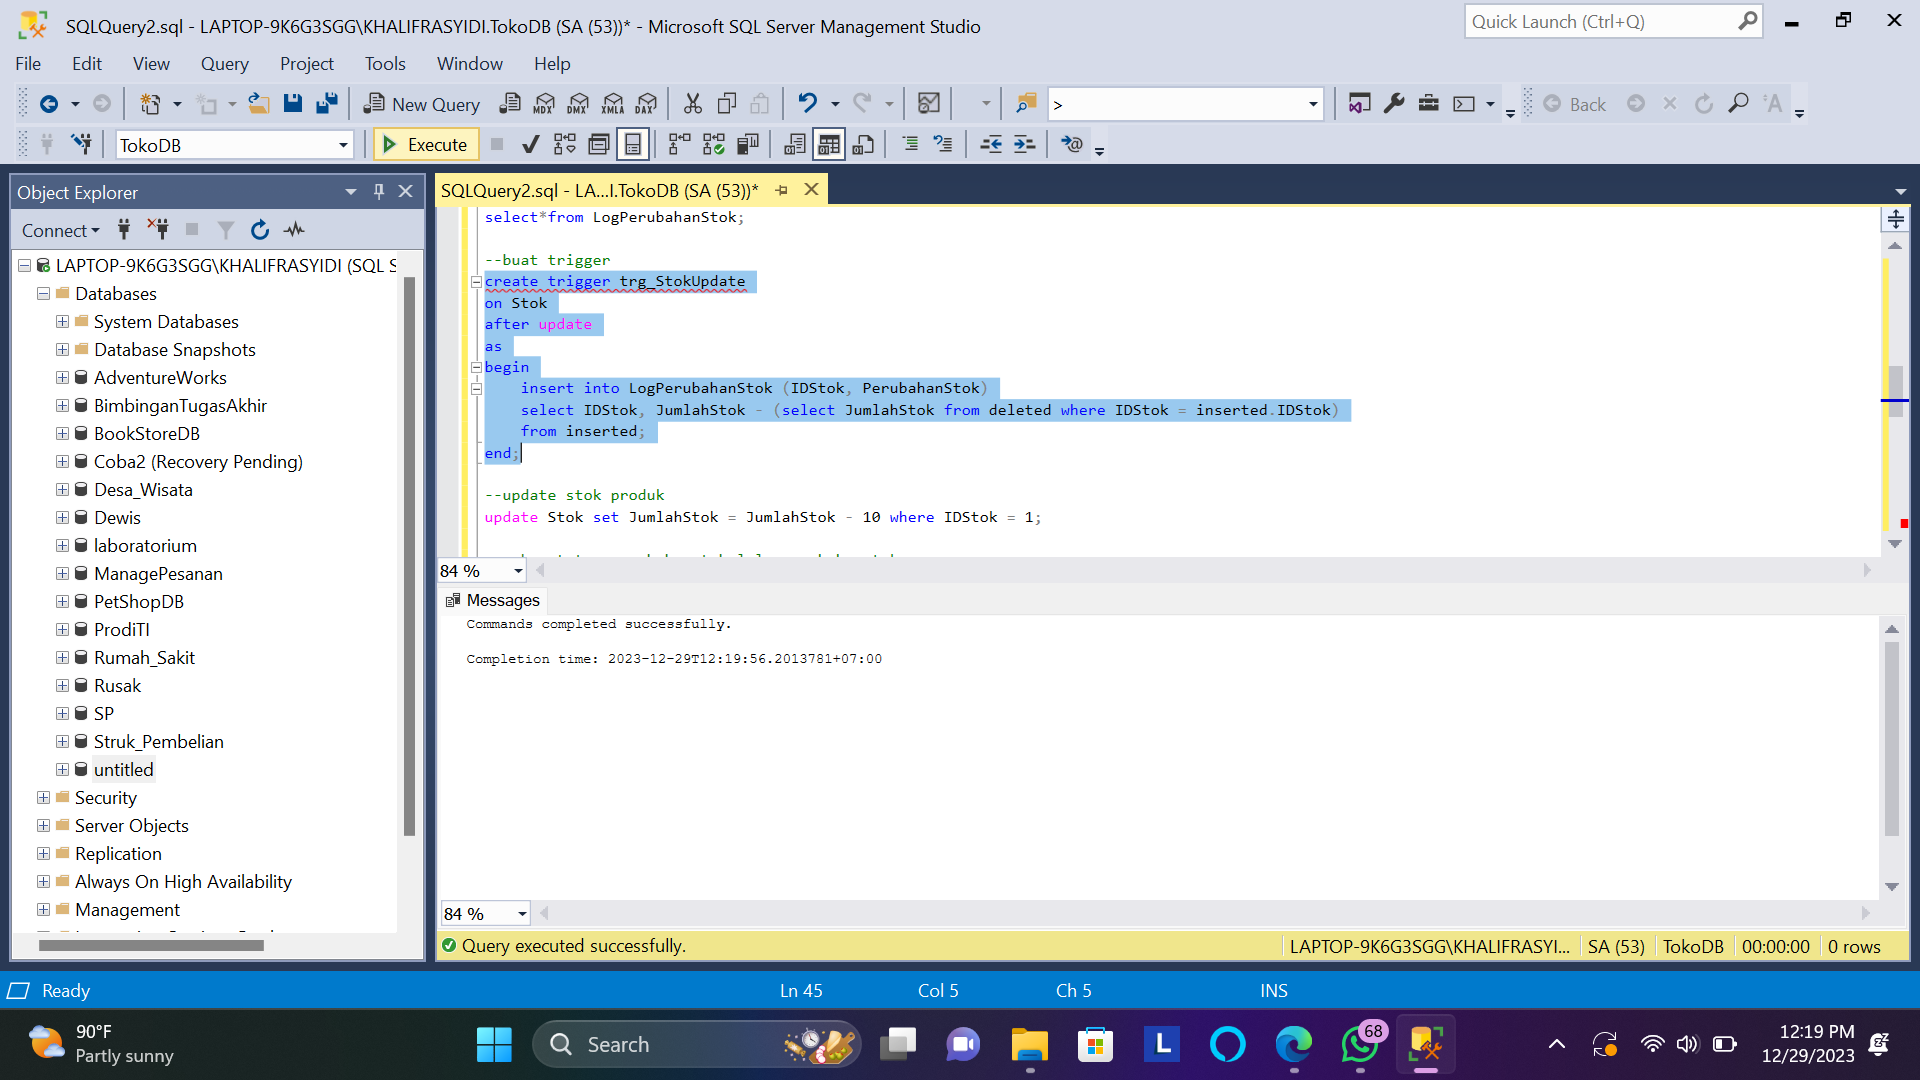 SQLQuery2.sql - LAPTOP-9K6G3SGG\KHALIFRASYIDI.TokoDB (SA (53))* - Microsoft SQL Server Management Studio
Quick Launch (Ctrl+Q)
File Edit View Query Project Tools Window Help
New Query MDX DMX XMLA DAX > Back
TokoDB Execute
Object Explorer
Connect
LAPTOP-9K6G3SGG\KHALIFRASYIDI (SQL S
Databases
System Databases
Database Snapshots
AdventureWorks
BimbinganTugasAkhir
BookStoreDB
Coba2 (Recovery Pending)
Desa_Wisata
Dewis
laboratorium
ManagePesanan
PetShopDB
ProdiTI
Rumah_Sakit
Rusak
SP
Struk_Pembelian
untitled
Security
Server Objects
Replication
Always On High Availability
Management
SQLQuery2.sql - LA...I.TokoDB (SA (53))*
select*from LogPerubahanStok;
--buat trigger
create trigger trg_StokUpdate
on Stok
after update
as
begin
insert into LogPerubahanStok (IDStok, PerubahanStok)
select IDStok, JumlahStok - (select JumlahStok from deleted where IDStok = inserted.IDStok)
from inserted;
end;
--update stok produk
update Stok set JumlahStok = JumlahStok - 10 where IDStok = 1;
84 %
Messages
Commands completed successfully.
Completion time: 2023-12-29T12:19:56.2013781+07:00
84 %
Query executed successfully. LAPTOP-9K6G3SGG\KHALIFRASYI... SA (53) TokoDB 00:00:00 0 rows
Ready Ln 45 Col 5 Ch 5 INS
90°F
Partly sunny
Search
L
68
12:19 PM
12/29/2023